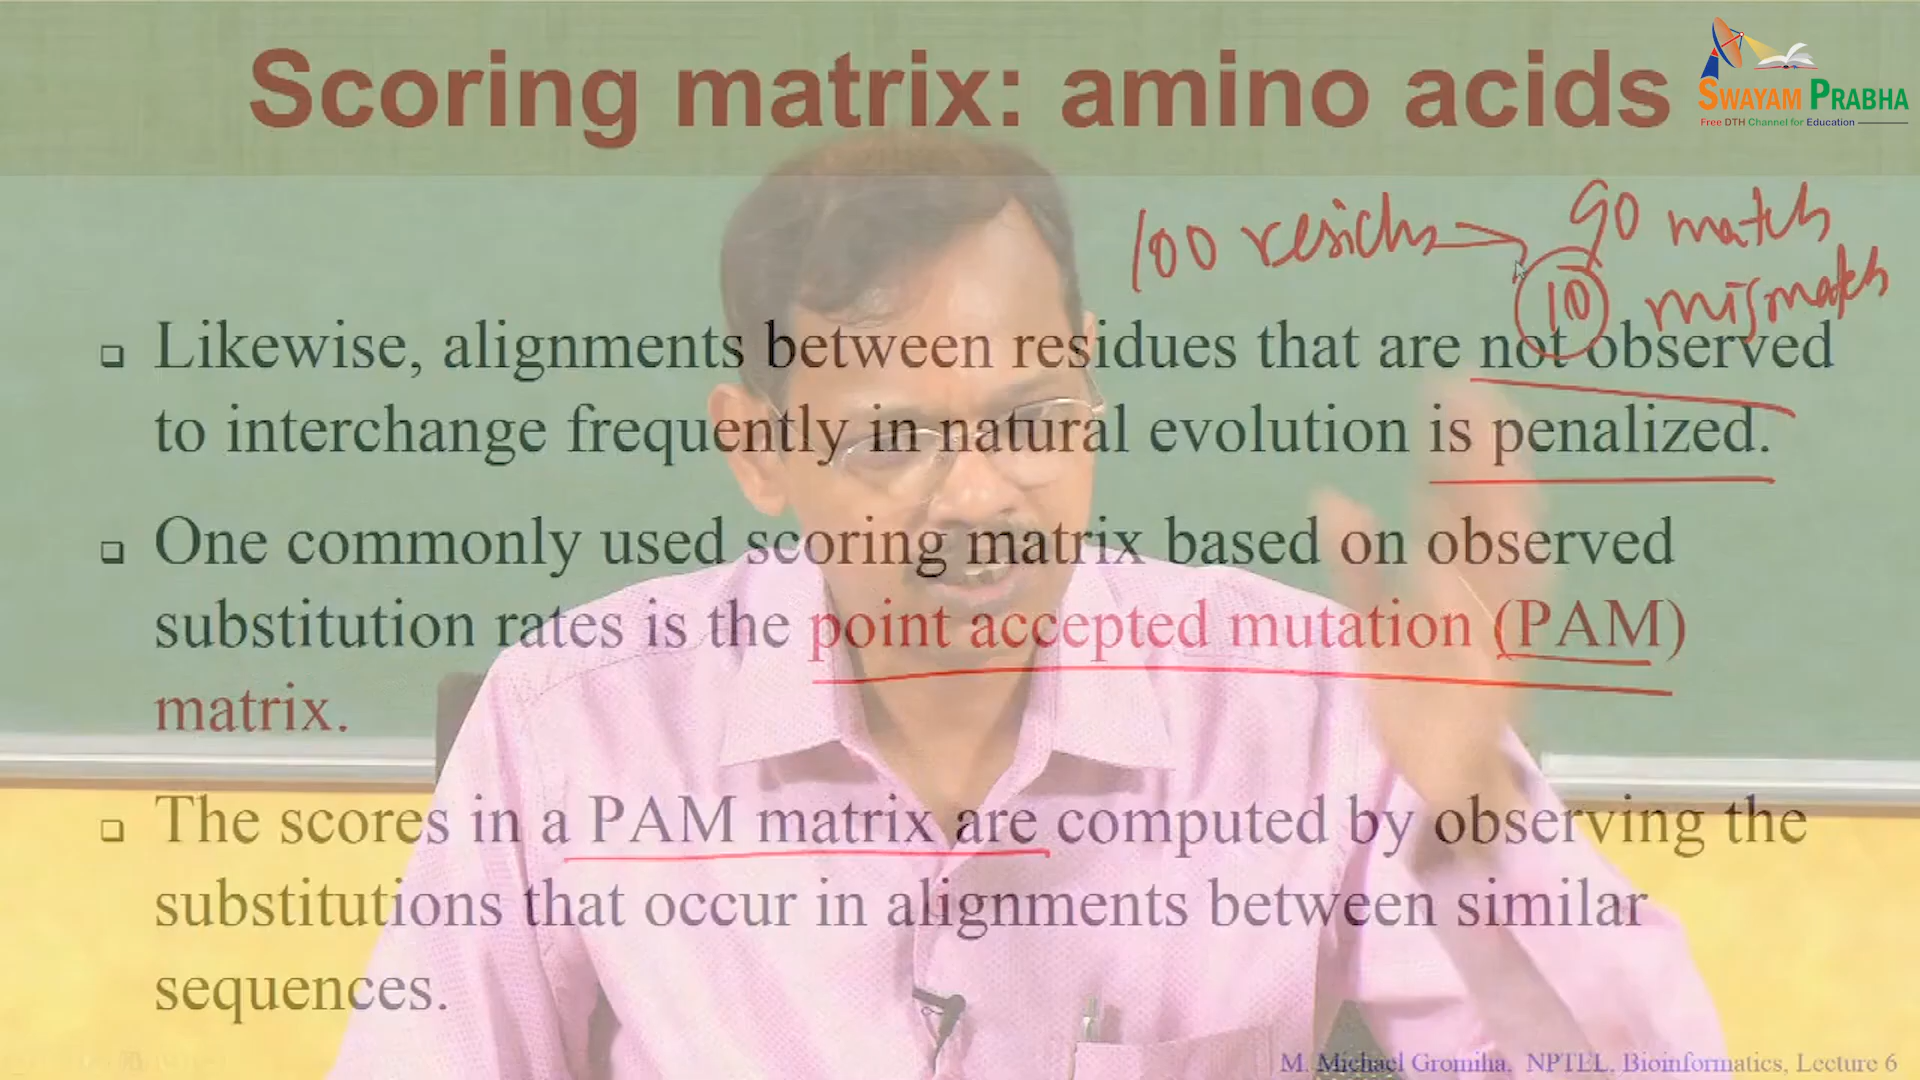 Scoring matrix: amino acids
SWAYAM PRABHA
Free DTH Channel for Education
100 residues → 90 match
10 mismatch
❑ Likewise, alignments between residues that are not observed
to interchange frequently in natural evolution is penalized.
❑ One commonly used scoring matrix based on observed
substitution rates is the point accepted mutation (PAM)
matrix.
❑ The scores in a PAM matrix are computed by observing the
substitutions that occur in alignments between similar
sequences.
M. Michael Gromiha, NPTEL, Bioinformatics, Lecture 6